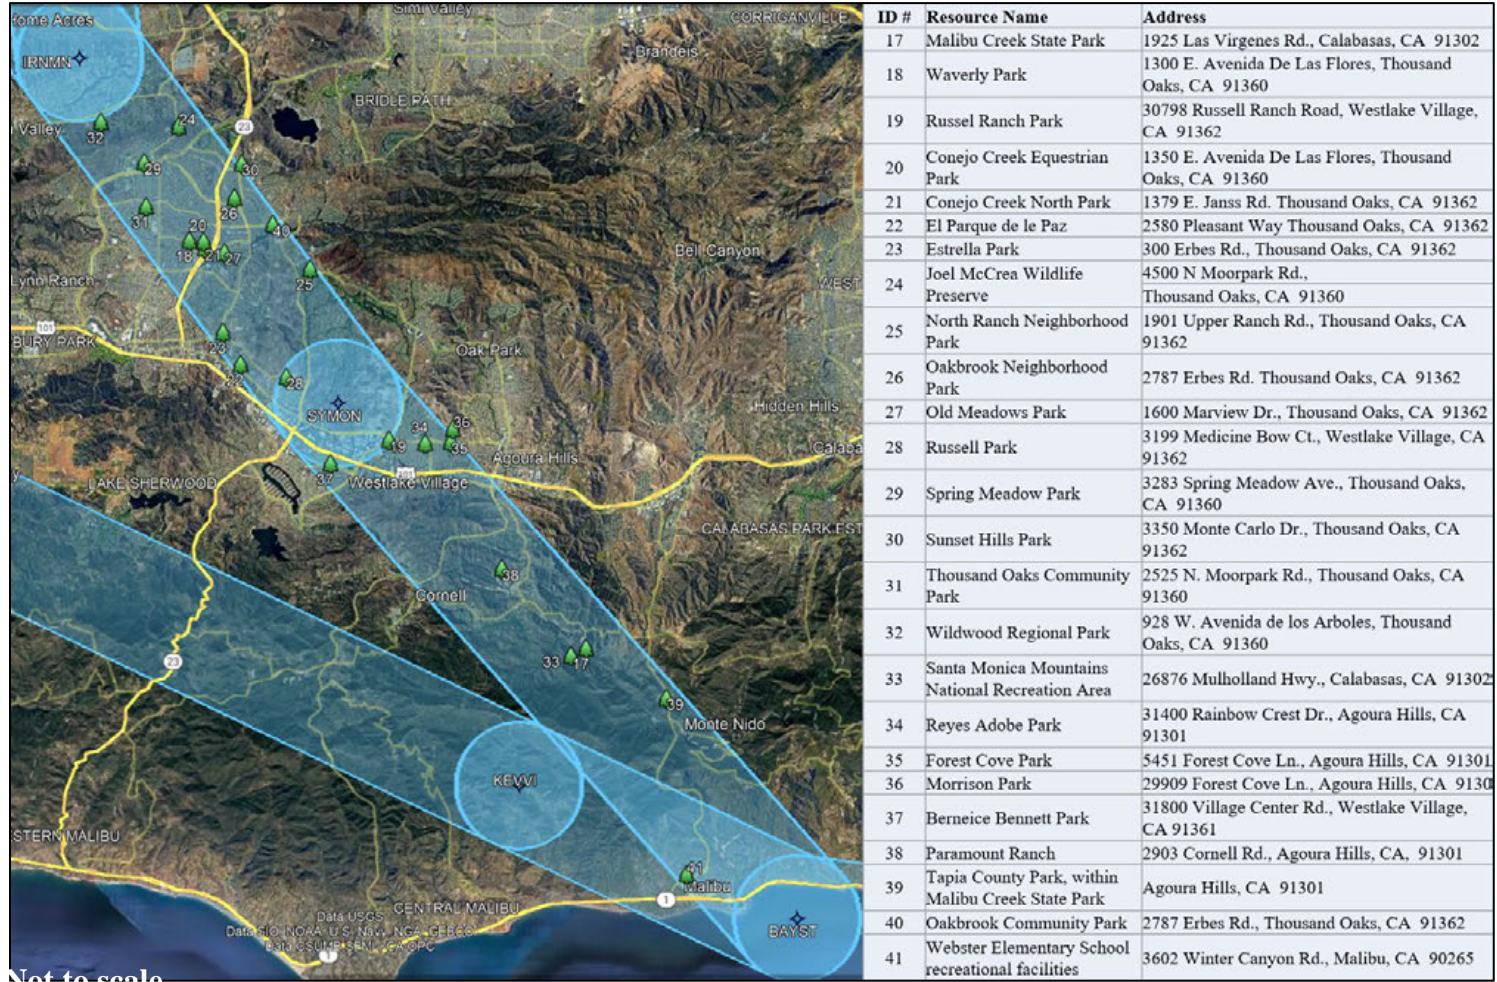 Home Acres
Simi Valley
CORRIGANVILLE
IRNMN
Brandeis
BRIDLE PATH
Valley
32
24
23
29
30
31
26
20
40
18
21
27
Bell Canyon
Lynn Ranch
25
WEST
101
BURY PARK
23
Oak Park
22
28
SYMON
Hidden Hills
34
36
19
35
Calaba
Agoura Hills
37
101
LAKE SHERWOOD
Westlake Village
CALABASAS PARK EST
38
Cornell
33
17
23
39
Monte Nido
KEVVI
STERN MALIBU
41
Malibu
1
CENTRAL MALIBU
BAYST
Data USGS
Data SIO, NOAA, U.S. Navy, NGA, GEBCO
Data CSUMB SFML, CA OPC
1
Not to scale
ID # Resource Name Address
17 Malibu Creek State Park 1925 Las Virgenes Rd., Calabasas, CA 91302
18 Waverly Park 1300 E. Avenida De Las Flores, Thousand
Oaks, CA 91360
19 Russel Ranch Park 30798 Russell Ranch Road, Westlake Village,
CA 91362
20 Conejo Creek Equestrian
Park 1350 E. Avenida De Las Flores, Thousand
Oaks, CA 91360
21 Conejo Creek North Park 1379 E. Janss Rd. Thousand Oaks, CA 91362
22 El Parque de le Paz 2580 Pleasant Way Thousand Oaks, CA 91362
23 Estrella Park 300 Erbes Rd., Thousand Oaks, CA 91362
24 Joel McCrea Wildlife
Preserve 4500 N Moorpark Rd.,
Thousand Oaks, CA 91360
25 North Ranch Neighborhood
Park 1901 Upper Ranch Rd., Thousand Oaks, CA
91362
26 Oakbrook Neighborhood
Park 2787 Erbes Rd. Thousand Oaks, CA 91362
27 Old Meadows Park 1600 Marview Dr., Thousand Oaks, CA 91362
28 Russell Park 3199 Medicine Bow Ct., Westlake Village, CA
91362
29 Spring Meadow Park 3283 Spring Meadow Ave., Thousand Oaks,
CA 91360
30 Sunset Hills Park 3350 Monte Carlo Dr., Thousand Oaks, CA
91362
31 Thousand Oaks Community
Park 2525 N. Moorpark Rd., Thousand Oaks, CA
91360
32 Wildwood Regional Park 928 W. Avenida de los Arboles, Thousand
Oaks, CA 91360
33 Santa Monica Mountains
National Recreation Area 26876 Mulholland Hwy., Calabasas, CA 91302
34 Reyes Adobe Park 31400 Rainbow Crest Dr., Agoura Hills, CA
91301
35 Forest Cove Park 5451 Forest Cove Ln., Agoura Hills, CA 91301
36 Morrison Park 29909 Forest Cove Ln., Agoura Hills, CA 9130
37 Berneice Bennett Park 31800 Village Center Rd., Westlake Village,
CA 91361
38 Paramount Ranch 2903 Cornell Rd., Agoura Hills, CA, 91301
39 Tapia County Park, within
Malibu Creek State Park Agoura Hills, CA 91301
40 Oakbrook Community Park 2787 Erbes Rd., Thousand Oaks, CA 91362
41 Webster Elementary School
recreational facilities 3602 Winter Canyon Rd., Malibu, CA 90265